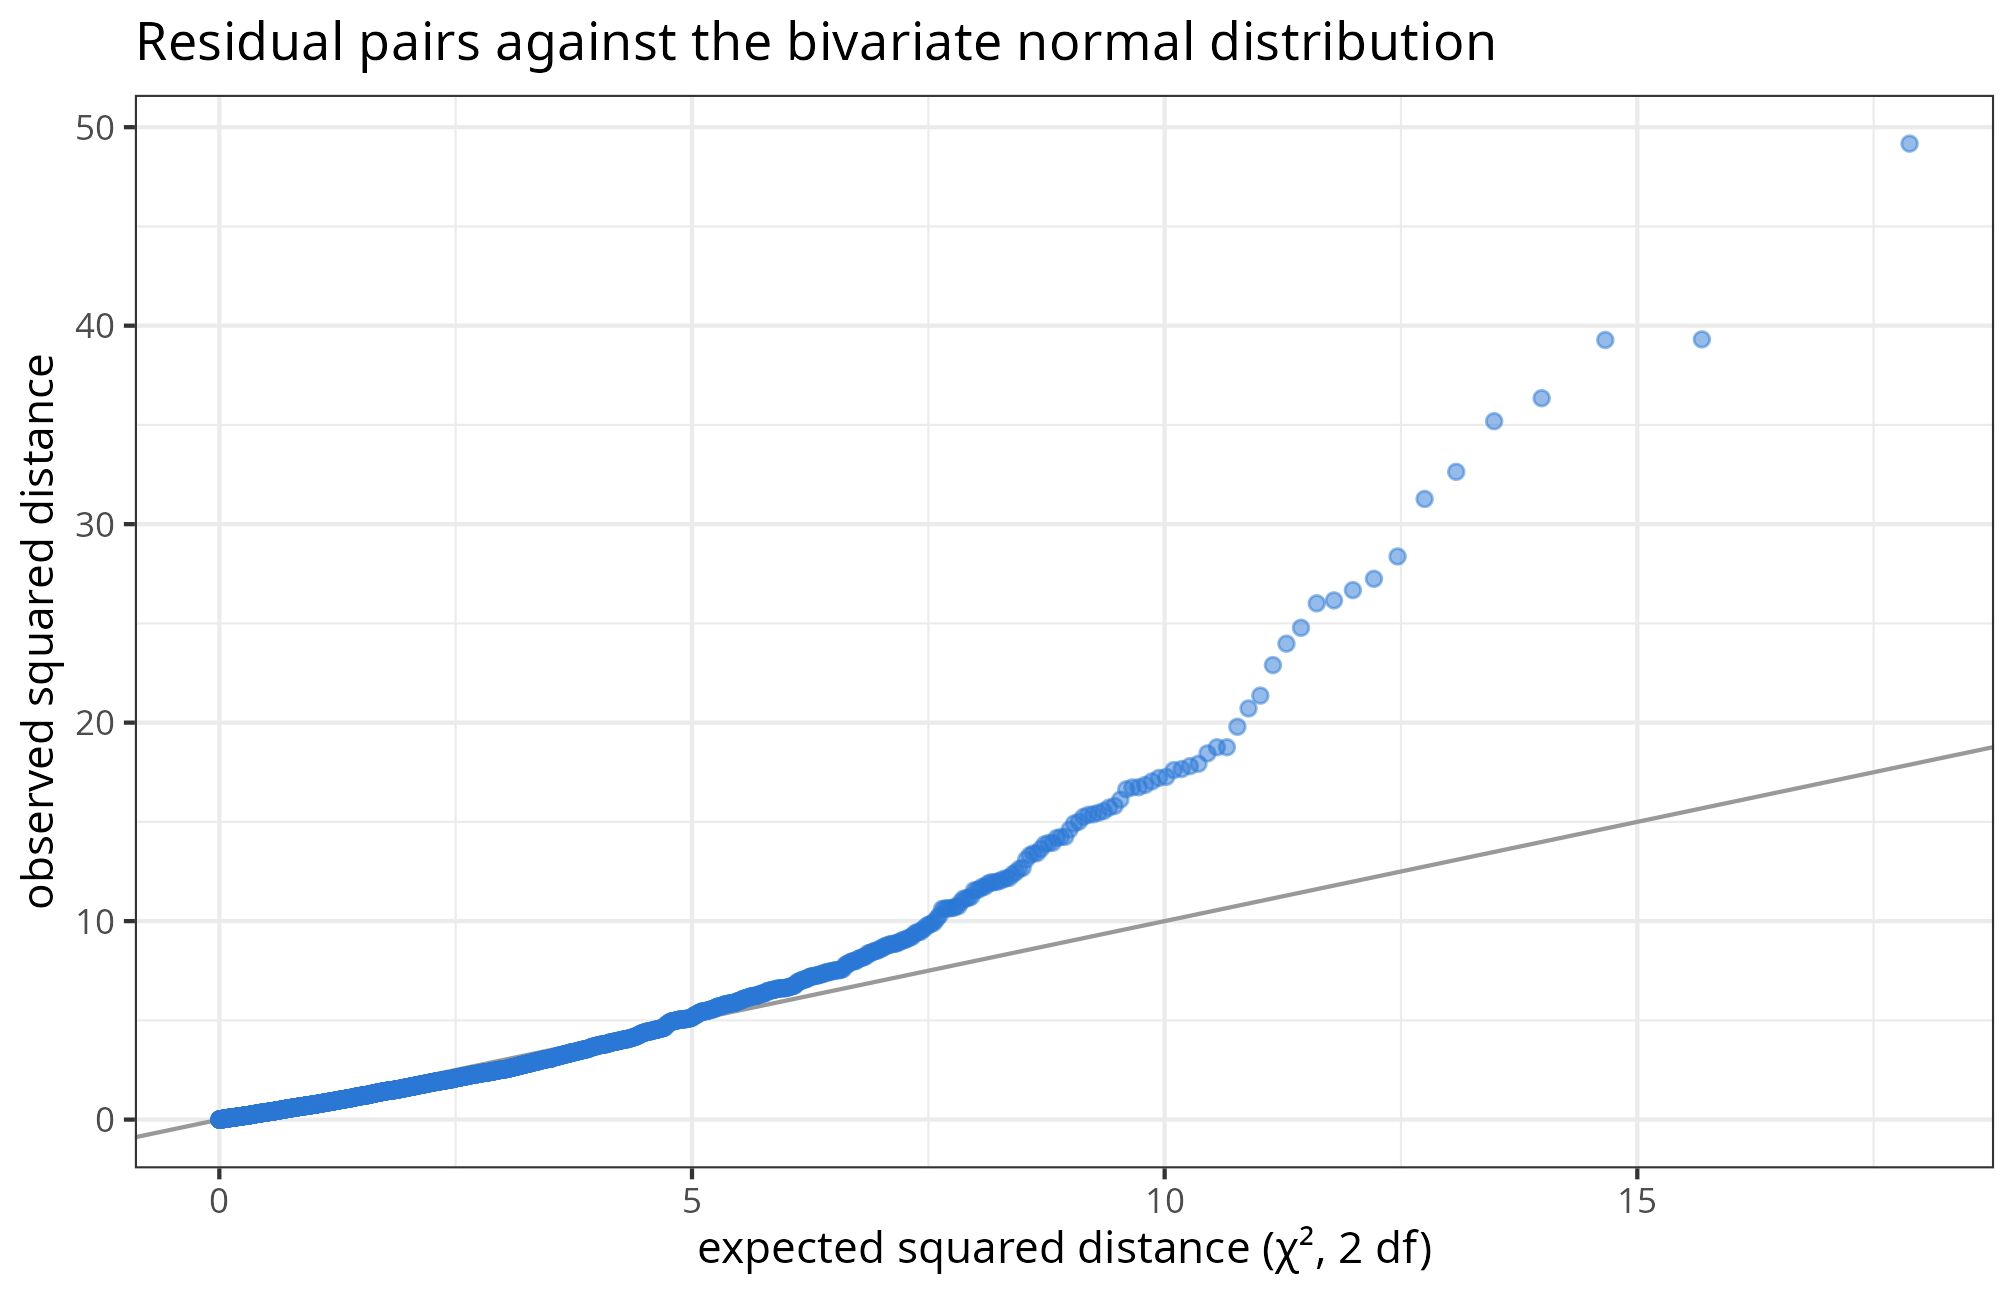 Residual pairs against the bivariate normal distribution
50
40
30
20
10
0
observed squared distance
0 5 10 15
expected squared distance (χ², 2 df)